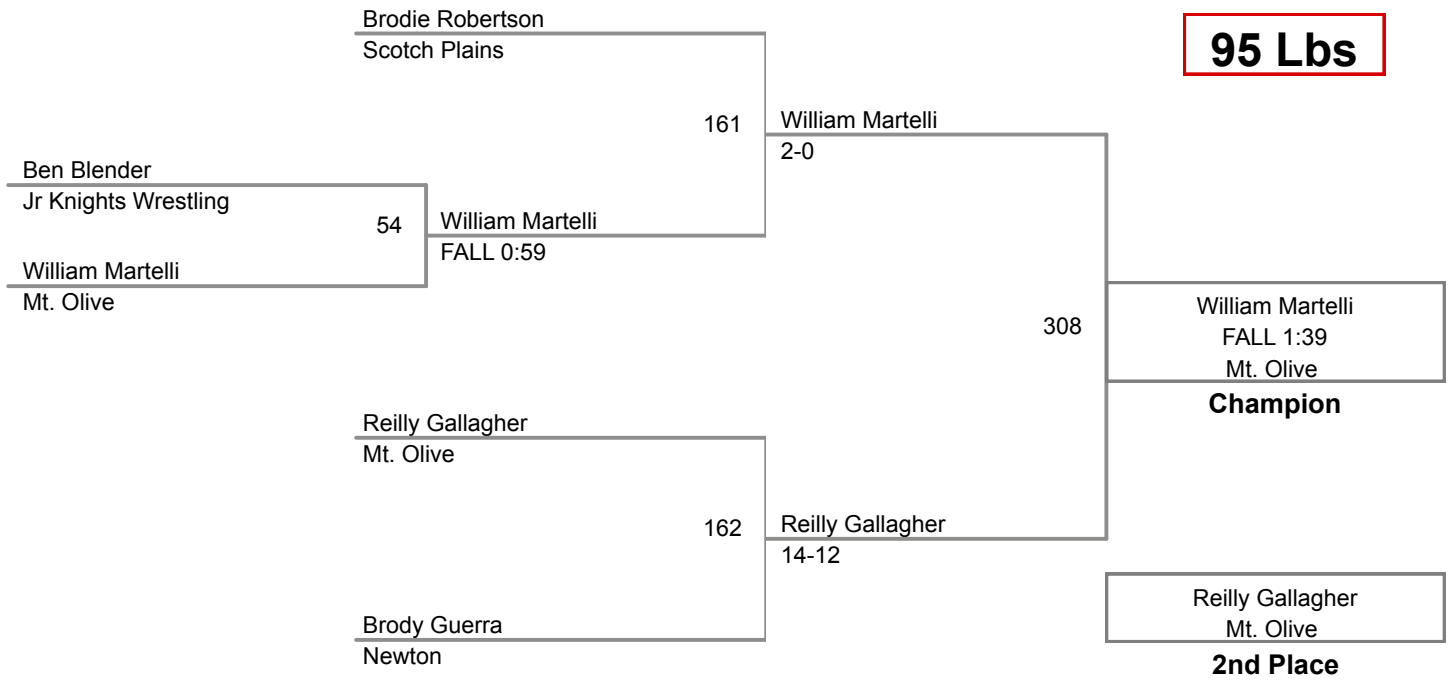 Brodie Robertson
Scotch Plains
95 Lbs
161
William Martelli
2-0
Ben Blender
Jr Knights Wrestling
54
William Martelli
FALL 0:59
William Martelli
Mt. Olive
308
William Martelli
FALL 1:39
Mt. Olive
Champion
Reilly Gallagher
Mt. Olive
162
Reilly Gallagher
14-12
Brody Guerra
Newton
Reilly Gallagher
Mt. Olive
2nd Place